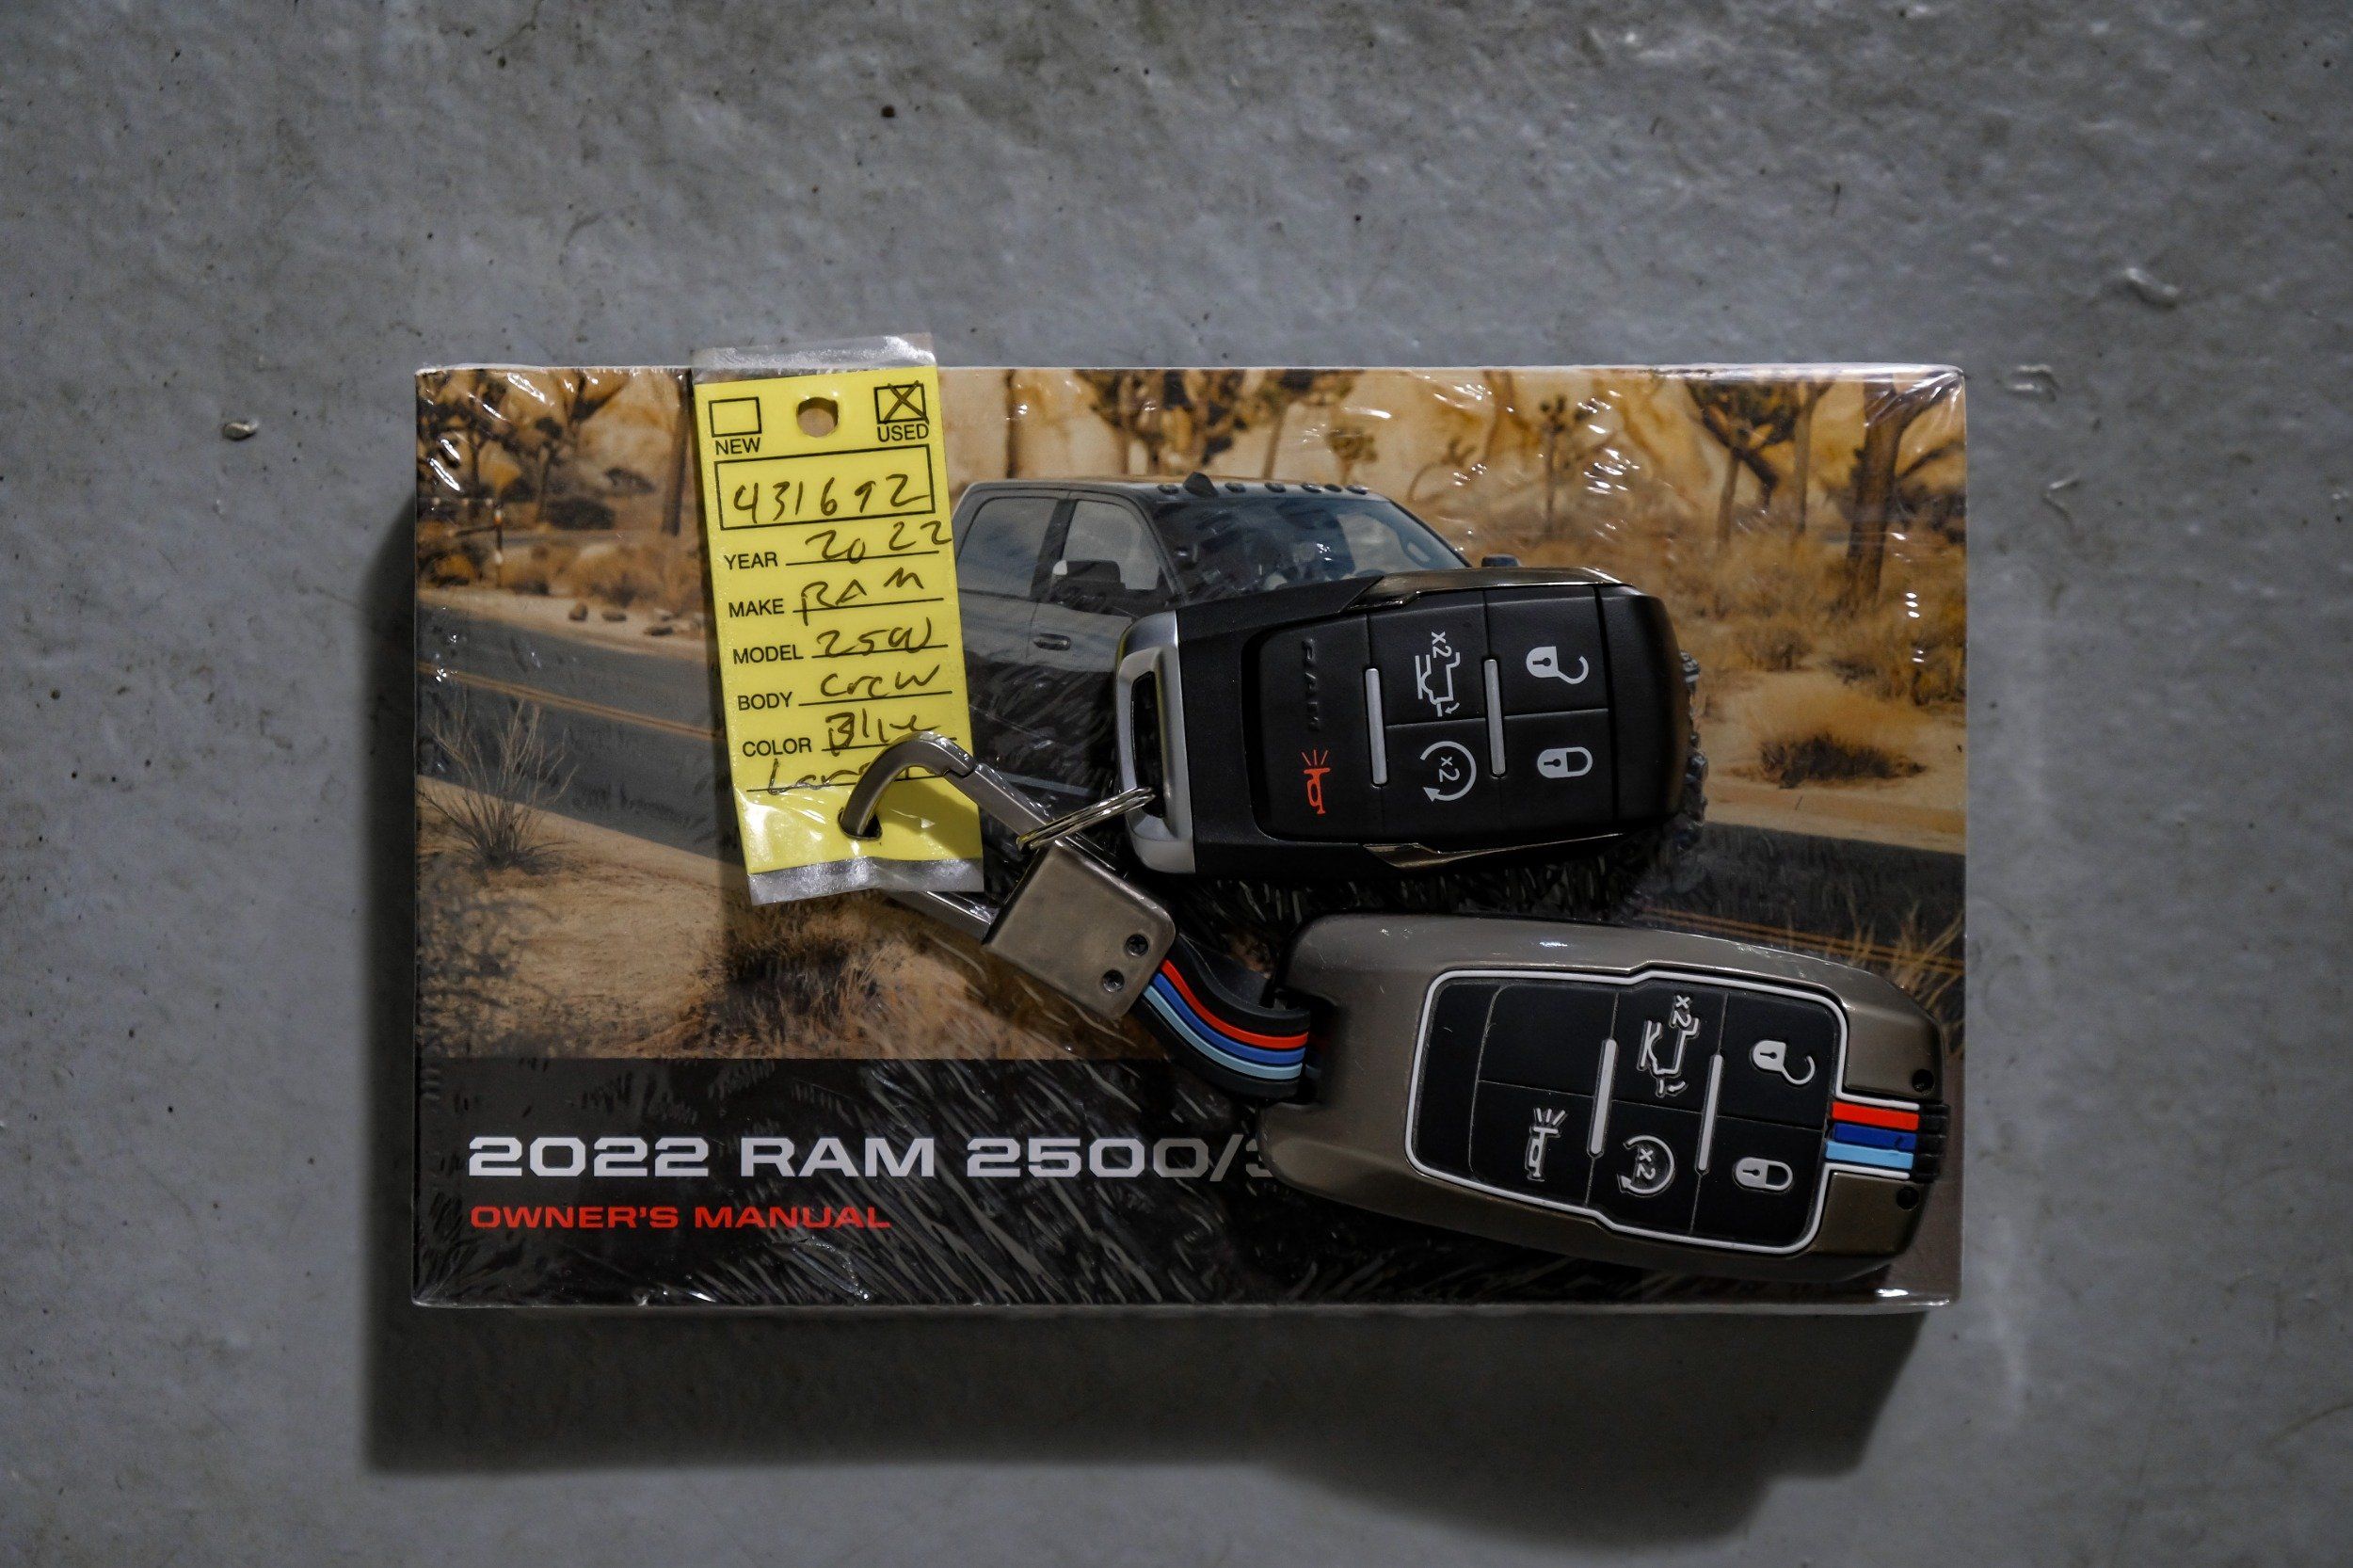 NEW USED
431692
YEAR 2022
MAKE RAM
MODEL 2500
BODY Crew
COLOR Blue
RAM
x2
x2
x2
x2
2022 RAM 2500/
OWNER'S MANUAL